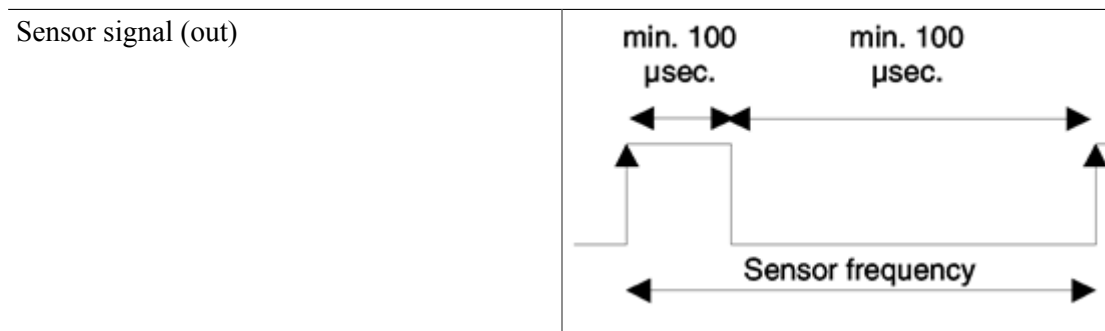 Sensor signal (out)
min. 100
µsec.
min. 100
µsec.
Sensor frequency